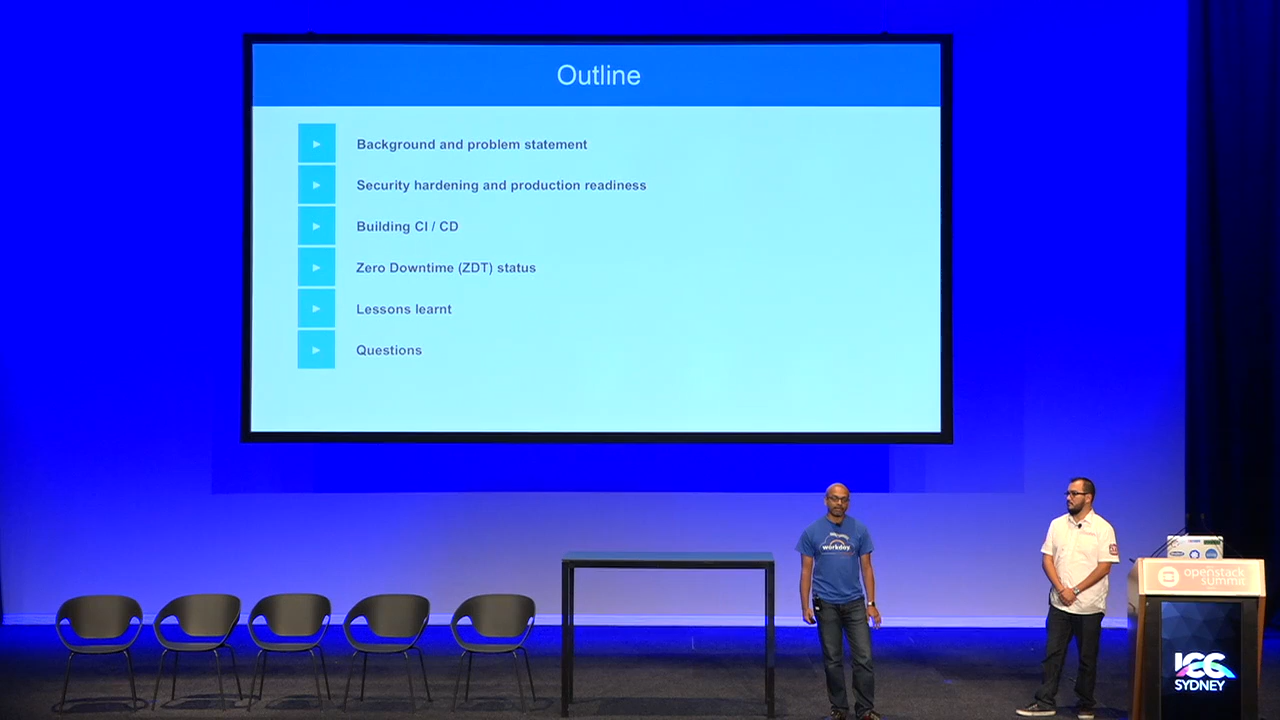 Outline
Background and problem statement
Security hardening and production readiness
Building CI / CD
Zero Downtime (ZDT) status
Lessons learnt
Questions
workday
openstack
summit
ICC
SYDNEY